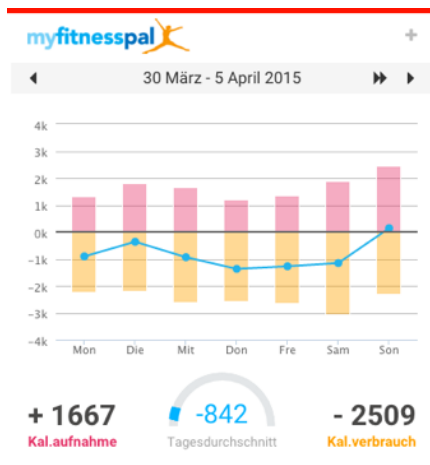 myfitnesspal
30 März - 5 April 2015
4k
3k
2k
1k
0k
-1k
-2k
-3k
-4k
Mon Die Mit Don Fre Sam Son
+ 1667 -842 - 2509
Kal.aufnahme Tagesdurchschnitt Kal.verbrauch